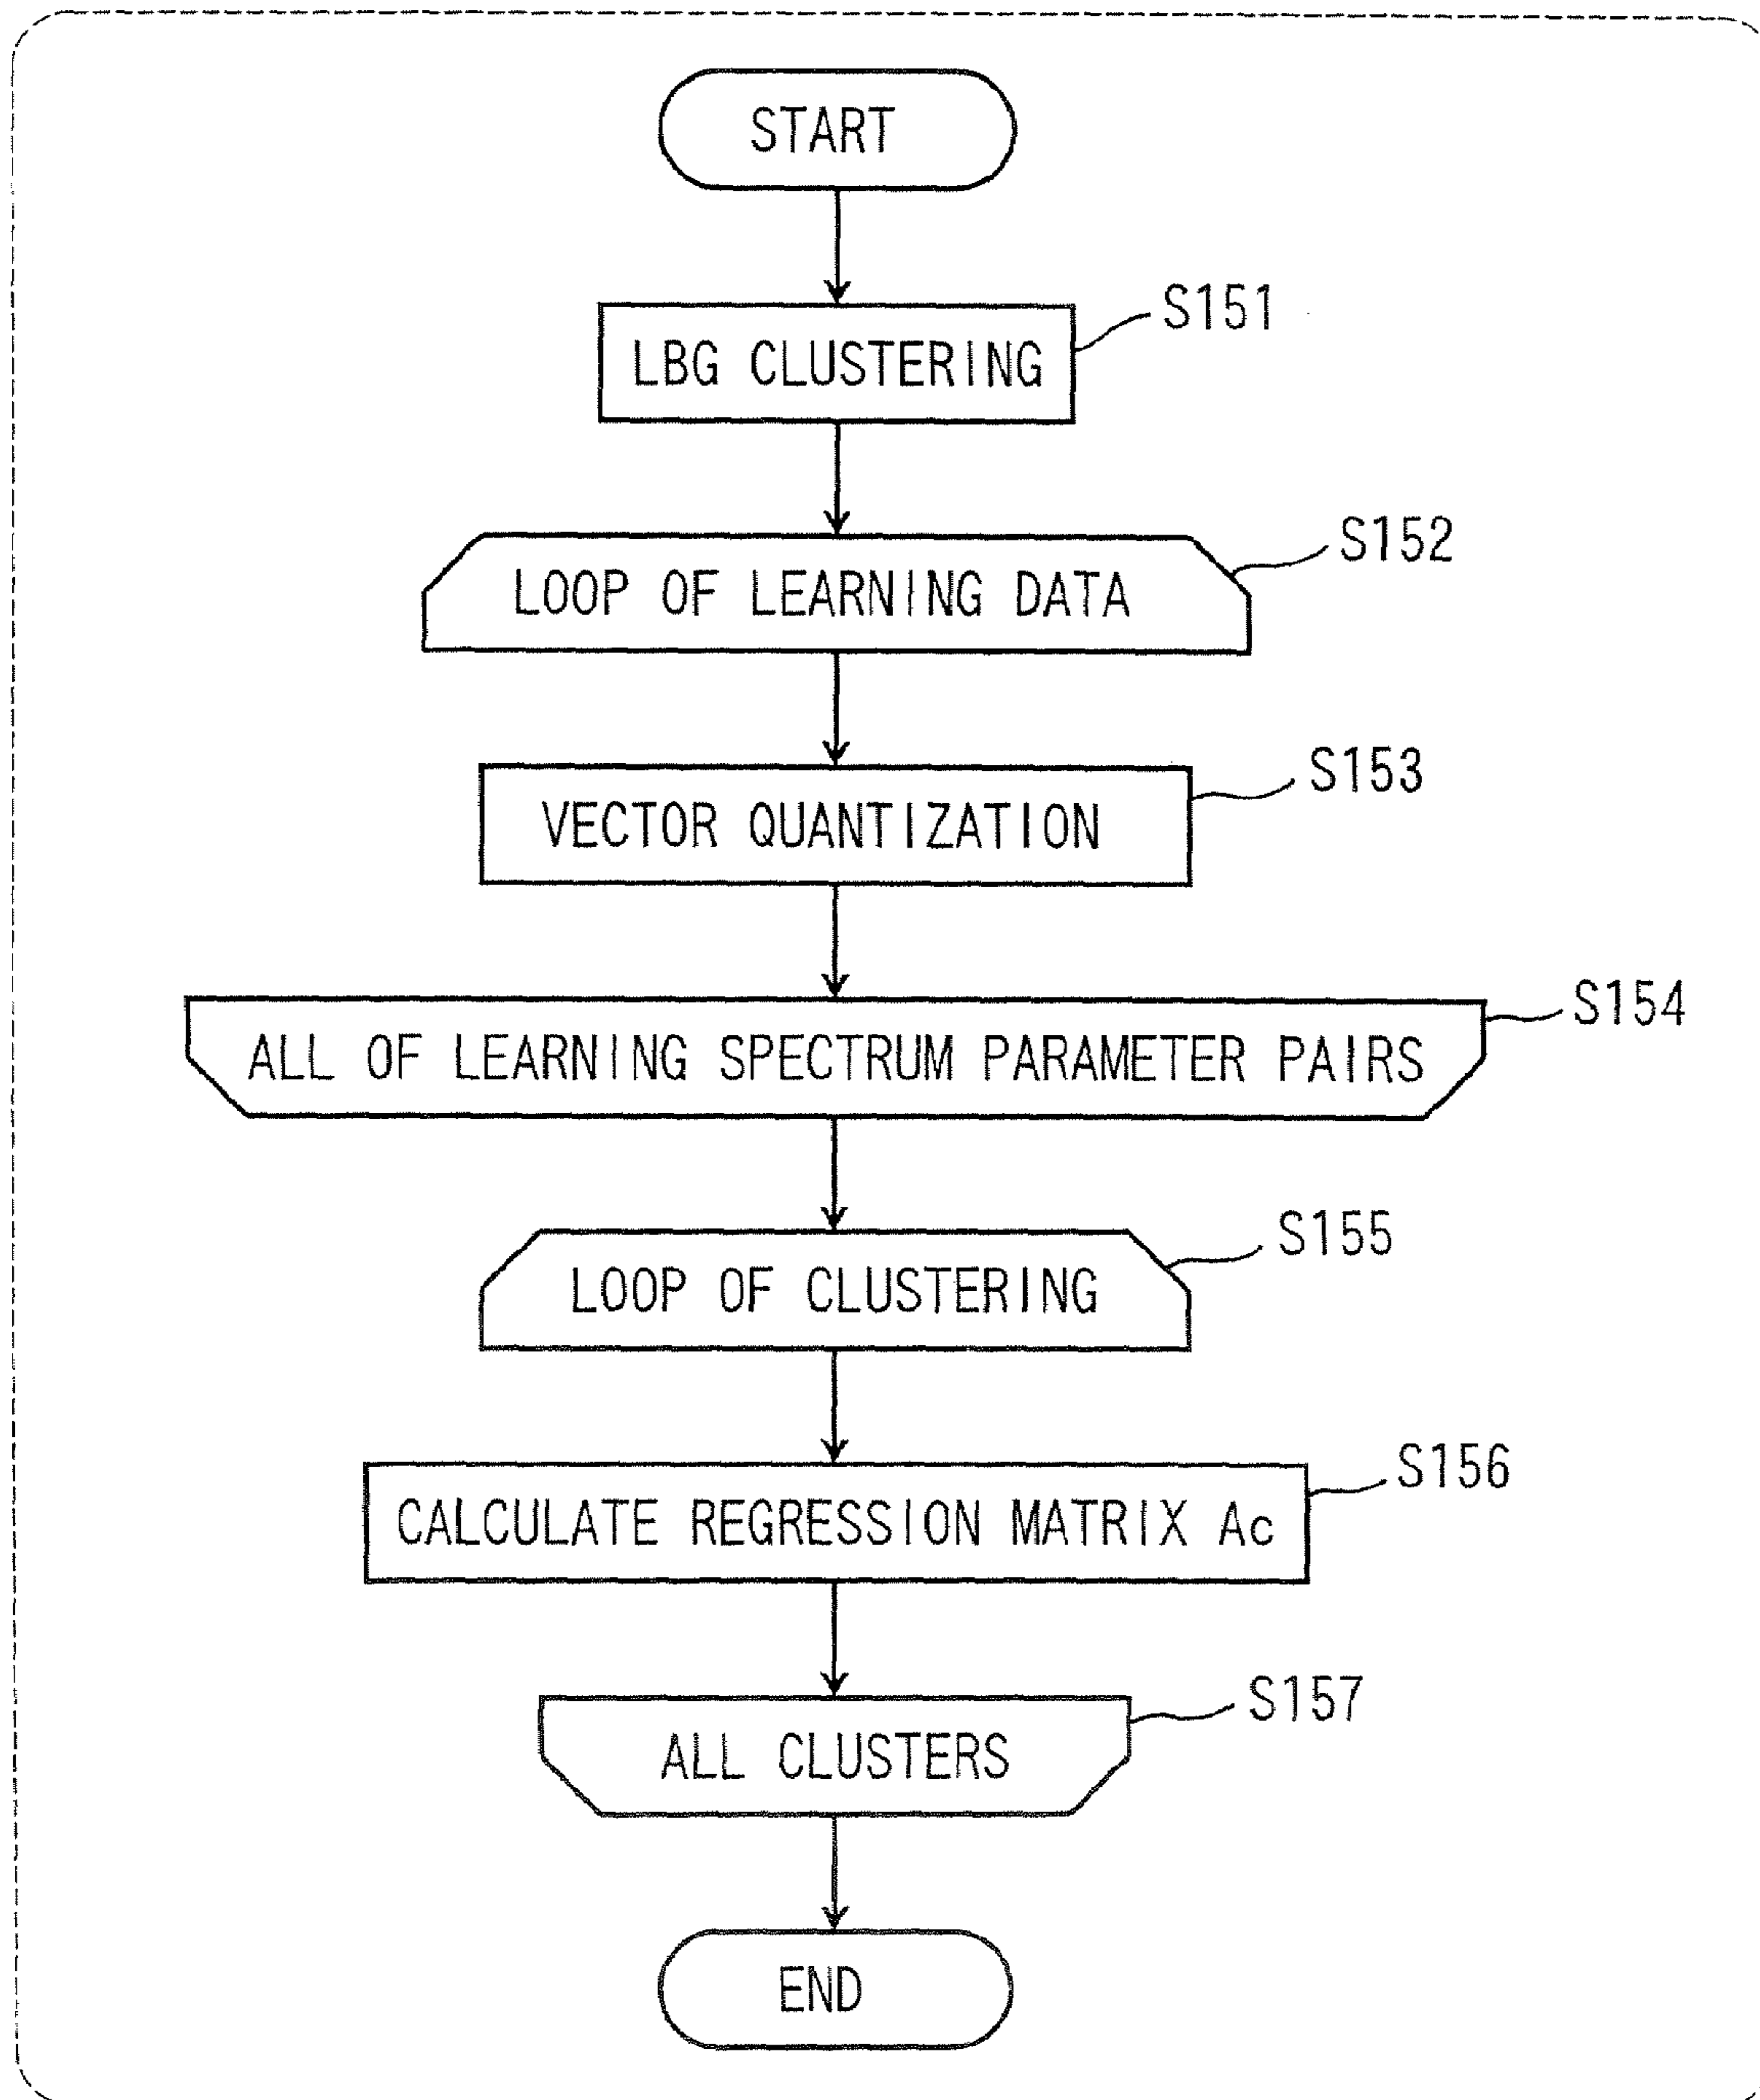 START
S151
LBG CLUSTERING
S152
LOOP OF LEARNING DATA
S153
VECTOR QUANTIZATION
S154
ALL OF LEARNING SPECTRUM PARAMETER PAIRS
S155
LOOP OF CLUSTERING
S156
CALCULATE REGRESSION MATRIX Ac
S157
ALL CLUSTERS
END